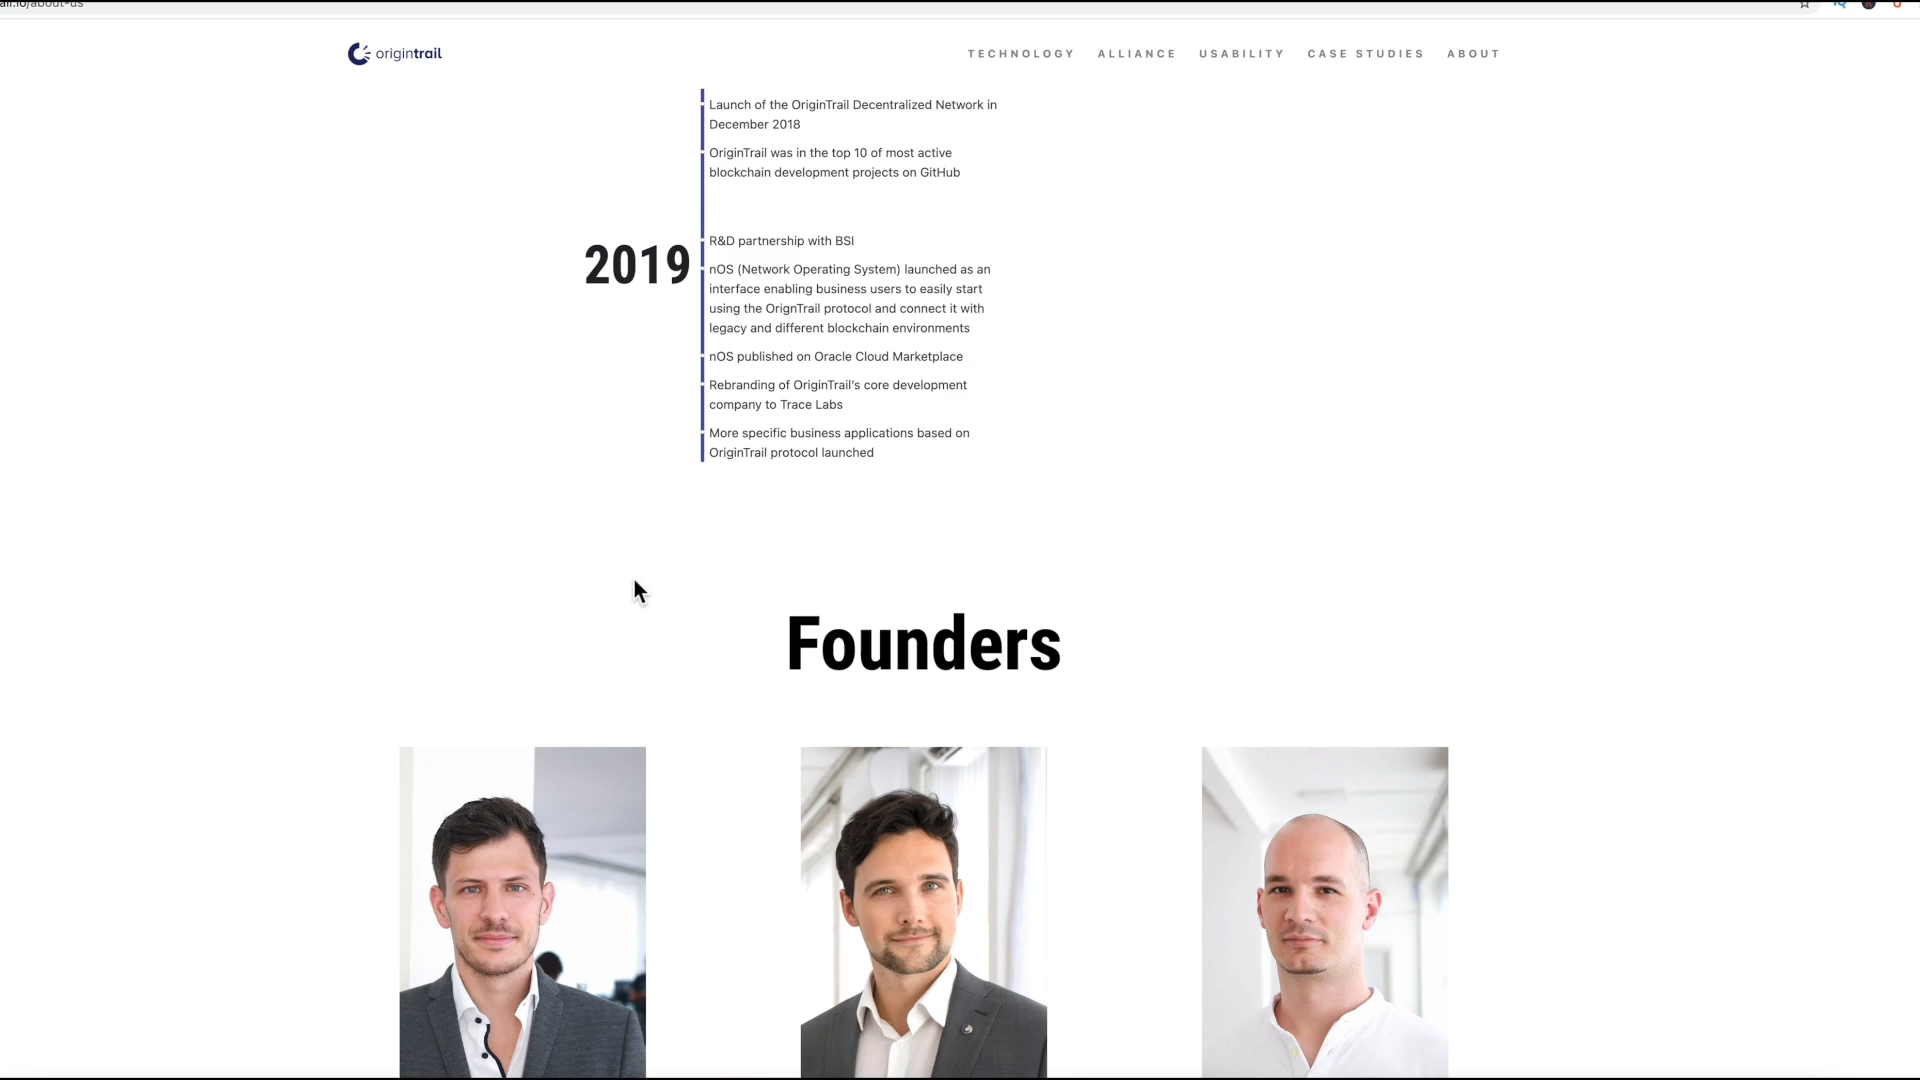 ail.io/about-us
origintrail
TECHNOLOGY ALLIANCE USABILITY CASE STUDIES ABOUT
Launch of the OriginTrail Decentralized Network in
December 2018
OriginTrail was in the top 10 of most active
blockchain development projects on GitHub
2019
R&D partnership with BSI
nOS (Network Operating System) launched as an
interface enabling business users to easily start
using the OrignTrail protocol and connect it with
legacy and different blockchain environments
nOS published on Oracle Cloud Marketplace
Rebranding of OriginTrail's core development
company to Trace Labs
More specific business applications based on
OriginTrail protocol launched
Founders